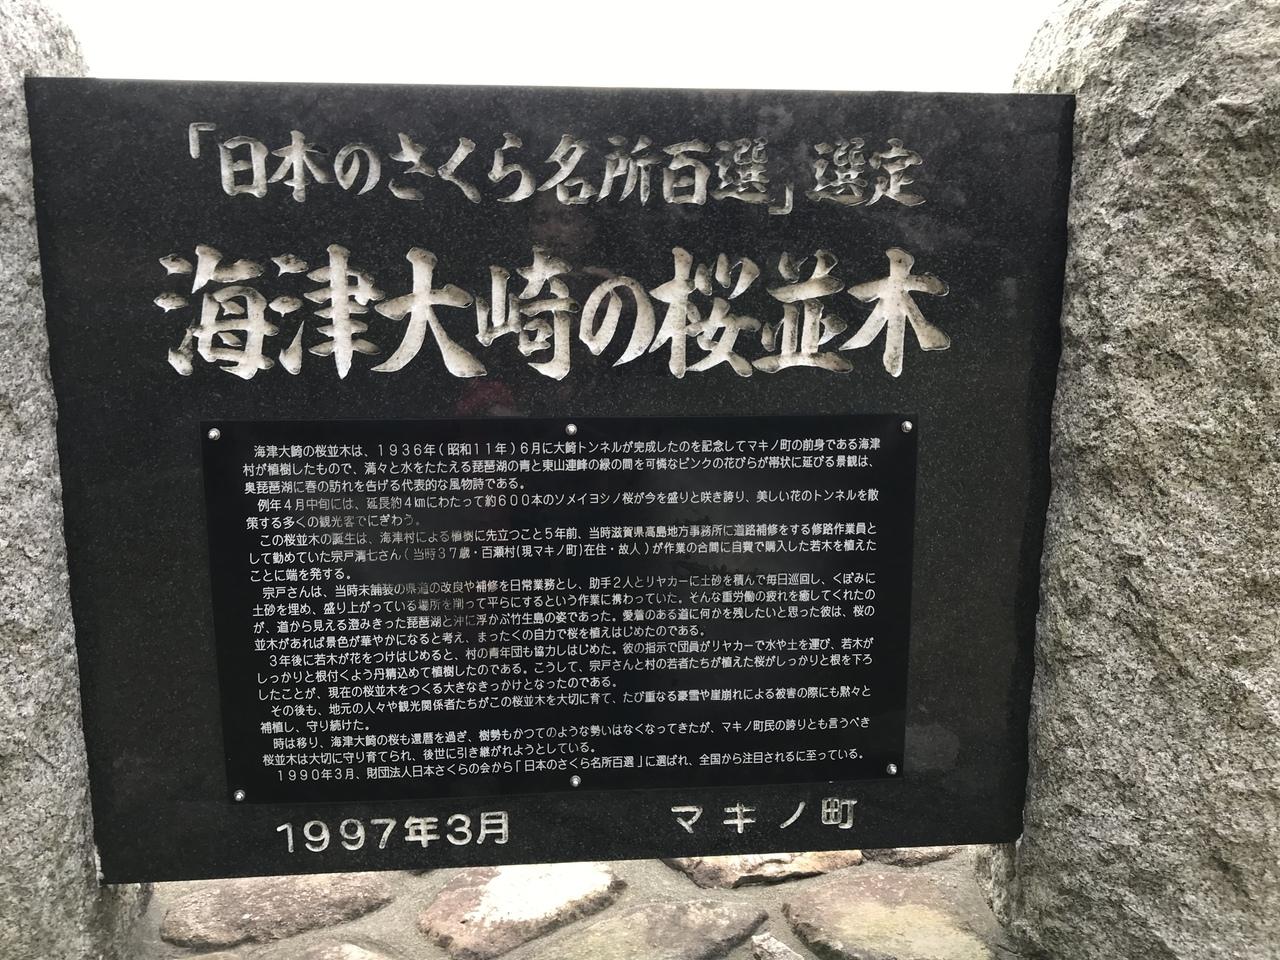 「日本のさくら名所百選」選定
海津大崎の桜並木
海津大崎の桜並木は、1936年(昭和11年)6月に大崎トンネルが完成したのを記念してマキノ町の前身である海津
村が植樹したもので、満々と水をたたえる琵琶湖の青と東山連峰の緑の間を可憐なピンクの花びらが帯状に延びる景観は、
奥琵琶湖に春の訪れを告げる代表的な風物詩である。
例年4月中旬には、延長約4㎞にわたって約600本のソメイヨシノ桜が今を盛りと咲き誇り、美しい花のトンネルを散
策する多くの観光客でにぎわう。
この桜並木の誕生は、海津村による植樹に先立つこと5年前、当時滋賀県高島地方事務所に道路補修をする修路作業員と
して勤めていた宗戸清七さん(当時37歳・百瀬村(現マキノ町)在住・故人)が作業の合間に自費で購入した若木を植えた
ことに端を発する。
宗戸さんは、当時未舗装の県道の改良や補修を日常業務とし、助手2人とリヤカーに土砂を積んで毎日巡回し、くぼみに
土砂を埋め、盛り上がっている場所を削って平らにするという作業に携わっていた。そんな重労働の疲れを癒してくれたの
が、道から見える澄みきった琵琶湖と沖に浮かぶ竹生島の姿であった。愛着のある道に何かを残したいと思った彼は、桜の
並木があれば景色が華やかになると考え、まったくの自力で桜を植えはじめたのである。
3年後に若木が花をつけはじめると、村の青年団も協力しはじめた。彼の指示で団員がリヤカーで水や土を運び、若木が
しっかりと根付くよう丹精込めて植樹したのである。こうして、宗戸さんと村の若者たちが植えた桜がしっかりと根を下ろ
したことが、現在の桜並木をつくる大きなきっかけとなったのである。
その後も、地元の人々や観光関係者たちがこの桜並木を大切に育て、たび重なる豪雪や崖崩れによる被害の際にも黙々と
補植し、守り続けた。
時は移り、海津大崎の桜も還暦を過ぎ、樹勢もかつてのような勢いはなくなってきたが、マキノ町民の誇りとも言うべき
桜並木は大切に守り育てられ、後世に引き継がれようとしている。
1990年3月、財団法人日本さくらの会から「日本のさくら名所百選」に選ばれ、全国から注目されるに至っている。
1997年3月 マキノ町